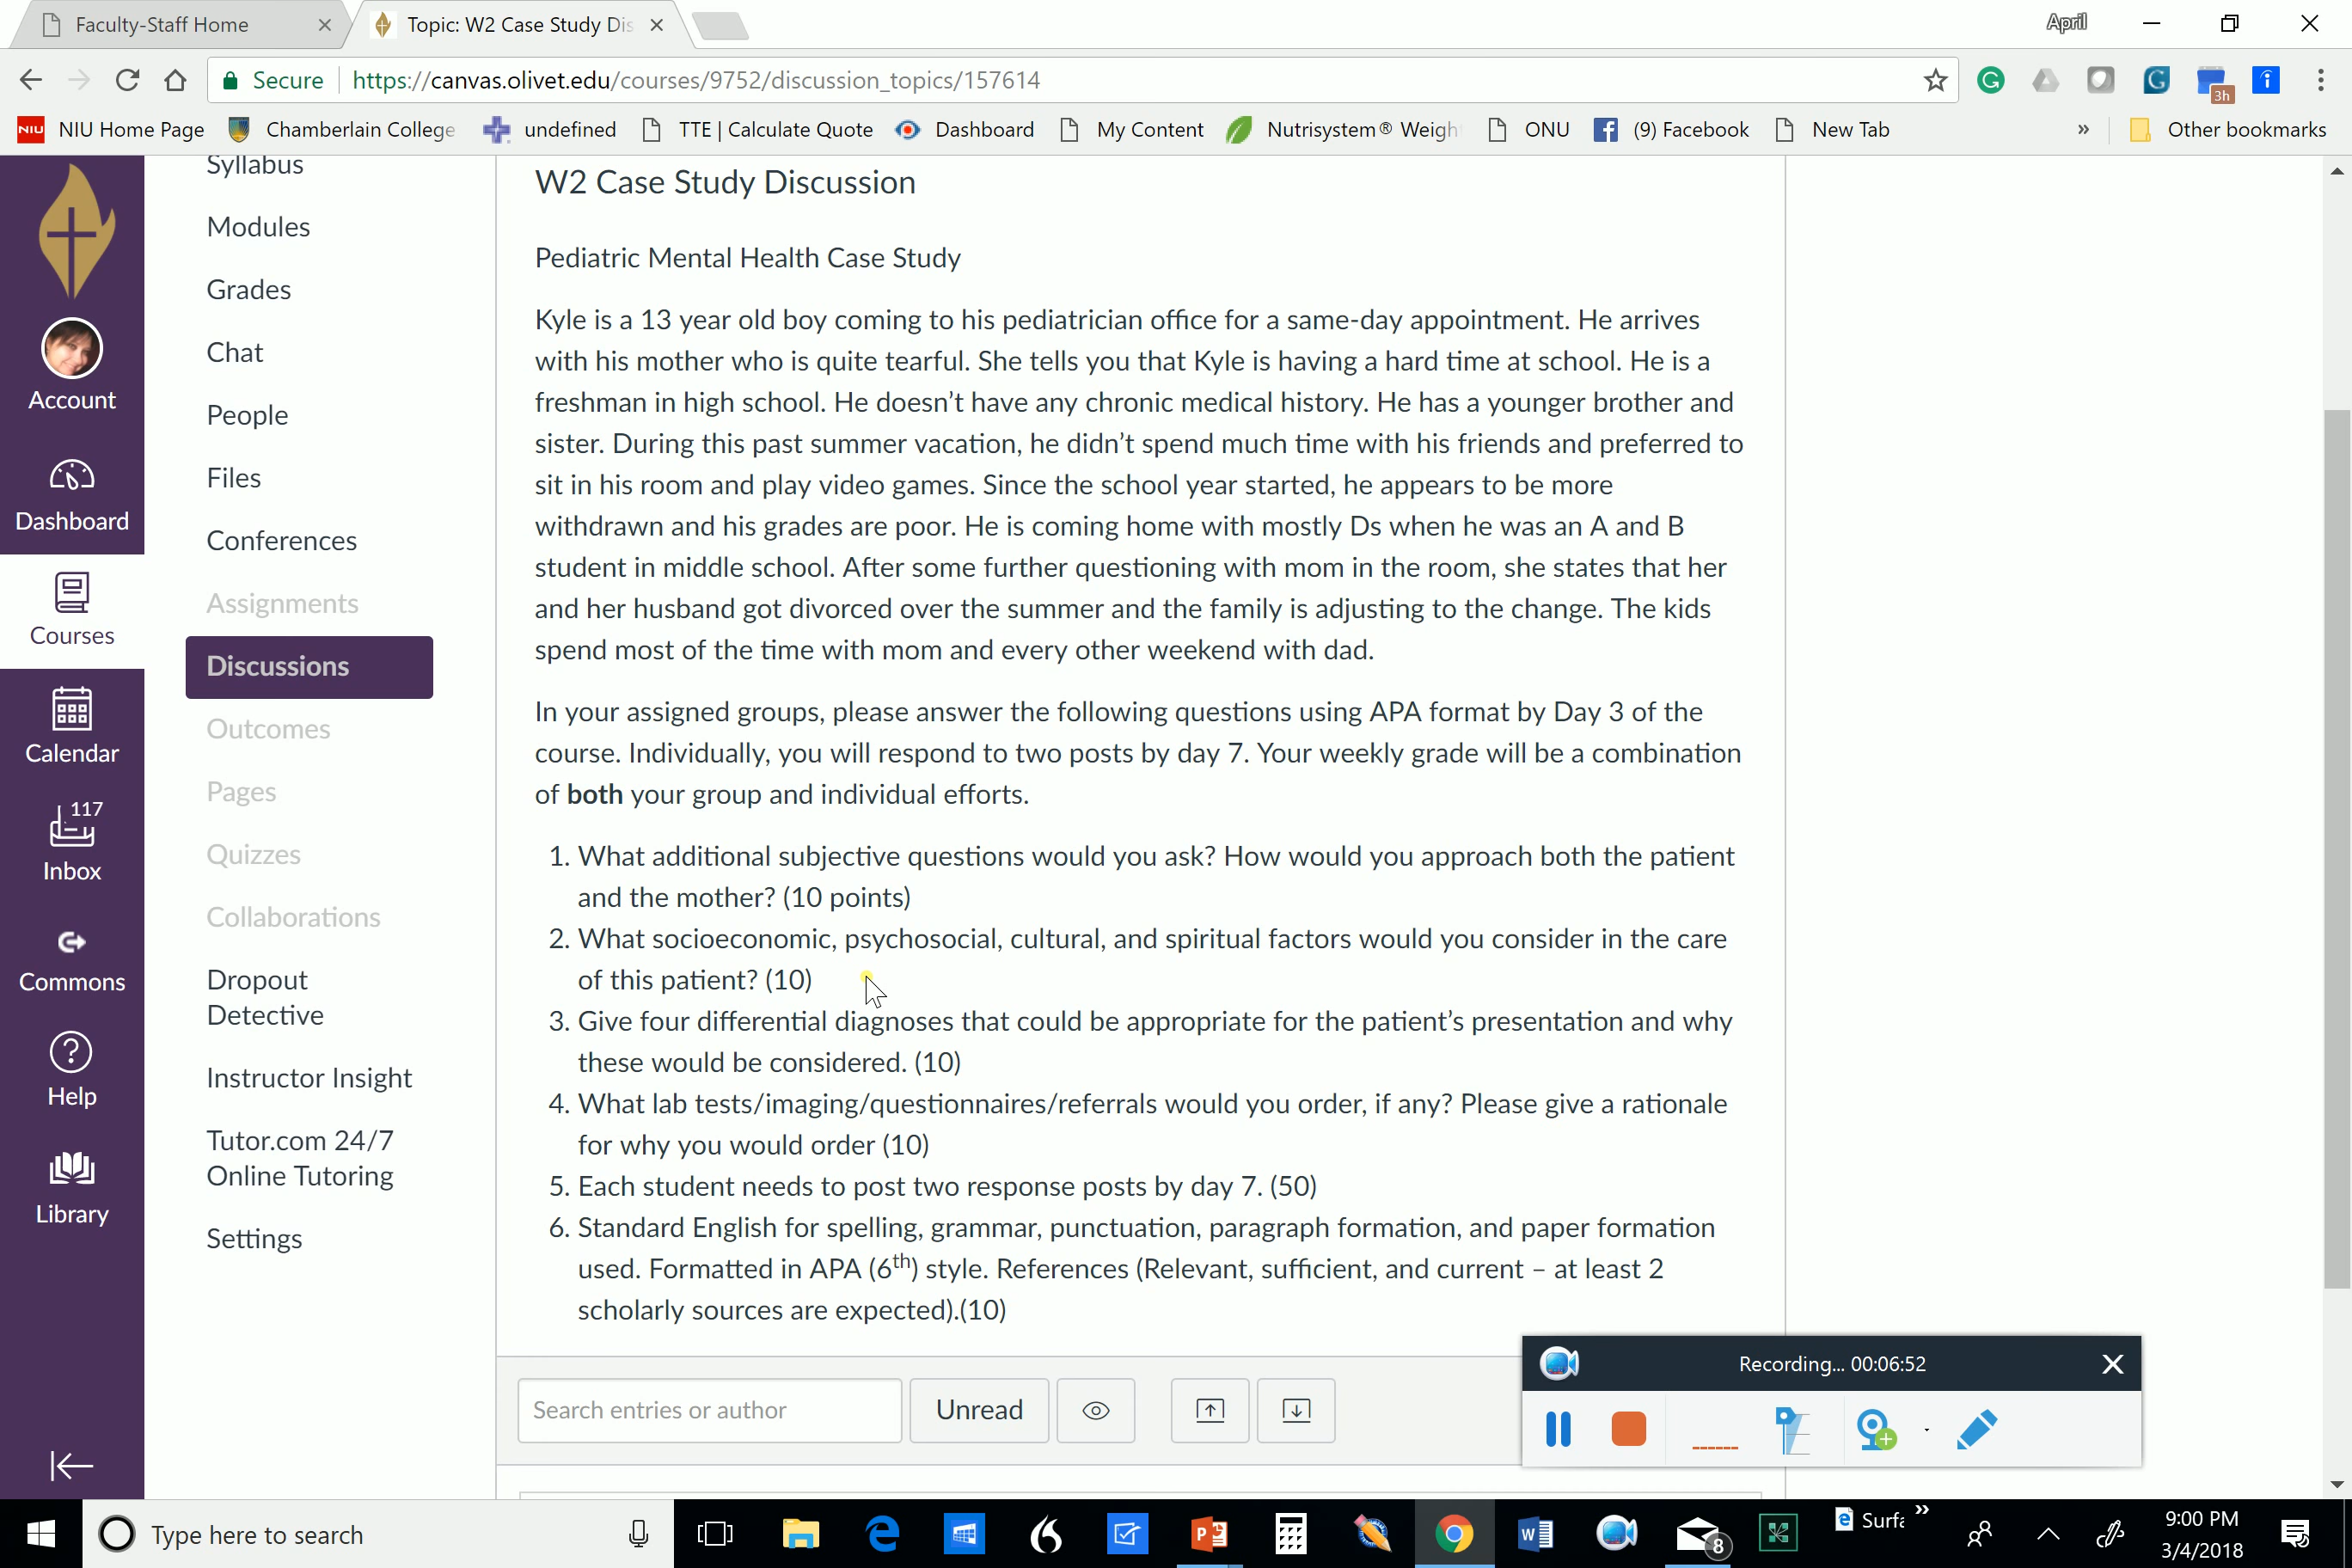 Faculty-Staff Home
Topic: W2 Case Study Dis
April
Secure
https://canvas.olivet.edu/courses/9752/discussion_topics/157614
3h
NIU
NIU Home Page
Chamberlain College
undefined
TTE | Calculate Quote
Dashboard
My Content
Nutrisystem® Weigh
ONU
(9) Facebook
New Tab
»
Other bookmarks
Account
Dashboard
Courses
Calendar
117
Inbox
Commons
Help
Library
Syllabus
Modules
Grades
Chat
People
Files
Conferences
Assignments
Discussions
Outcomes
Pages
Quizzes
Collaborations
Dropout
Detective
Instructor Insight
Tutor.com 24/7
Online Tutoring
Settings
W2 Case Study Discussion
Pediatric Mental Health Case Study
Kyle is a 13 year old boy coming to his pediatrician office for a same-day appointment. He arrives
with his mother who is quite tearful. She tells you that Kyle is having a hard time at school. He is a
freshman in high school. He doesn’t have any chronic medical history. He has a younger brother and
sister. During this past summer vacation, he didn’t spend much time with his friends and preferred to
sit in his room and play video games. Since the school year started, he appears to be more
withdrawn and his grades are poor. He is coming home with mostly Ds when he was an A and B
student in middle school. After some further questioning with mom in the room, she states that her
and her husband got divorced over the summer and the family is adjusting to the change. The kids
spend most of the time with mom and every other weekend with dad.
In your assigned groups, please answer the following questions using APA format by Day 3 of the
course. Individually, you will respond to two posts by day 7. Your weekly grade will be a combination
of both your group and individual efforts.
1. What additional subjective questions would you ask? How would you approach both the patient
and the mother? (10 points)
2. What socioeconomic, psychosocial, cultural, and spiritual factors would you consider in the care
of this patient? (10)
3. Give four differential diagnoses that could be appropriate for the patient’s presentation and why
these would be considered. (10)
4. What lab tests/imaging/questionnaires/referrals would you order, if any? Please give a rationale
for why you would order (10)
5. Each student needs to post two response posts by day 7. (50)
6. Standard English for spelling, grammar, punctuation, paragraph formation, and paper formation
used. Formatted in APA (6th) style. References (Relevant, sufficient, and current – at least 2
scholarly sources are expected).(10)
Search entries or author
Unread
Recording... 00:06:52
Type here to search
8
Surfa
»
9:00 PM
3/4/2018